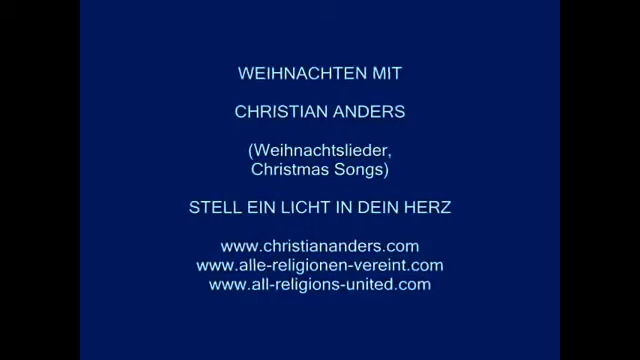 WEIHNACHTEN MIT
CHRISTIAN ANDERS
(Weihnachtslieder,
Christmas Songs)
STELL EIN LICHT IN DEIN HERZ
www.christiananders.com
www.alle-religionen-vereint.com
www.all-religions-united.com